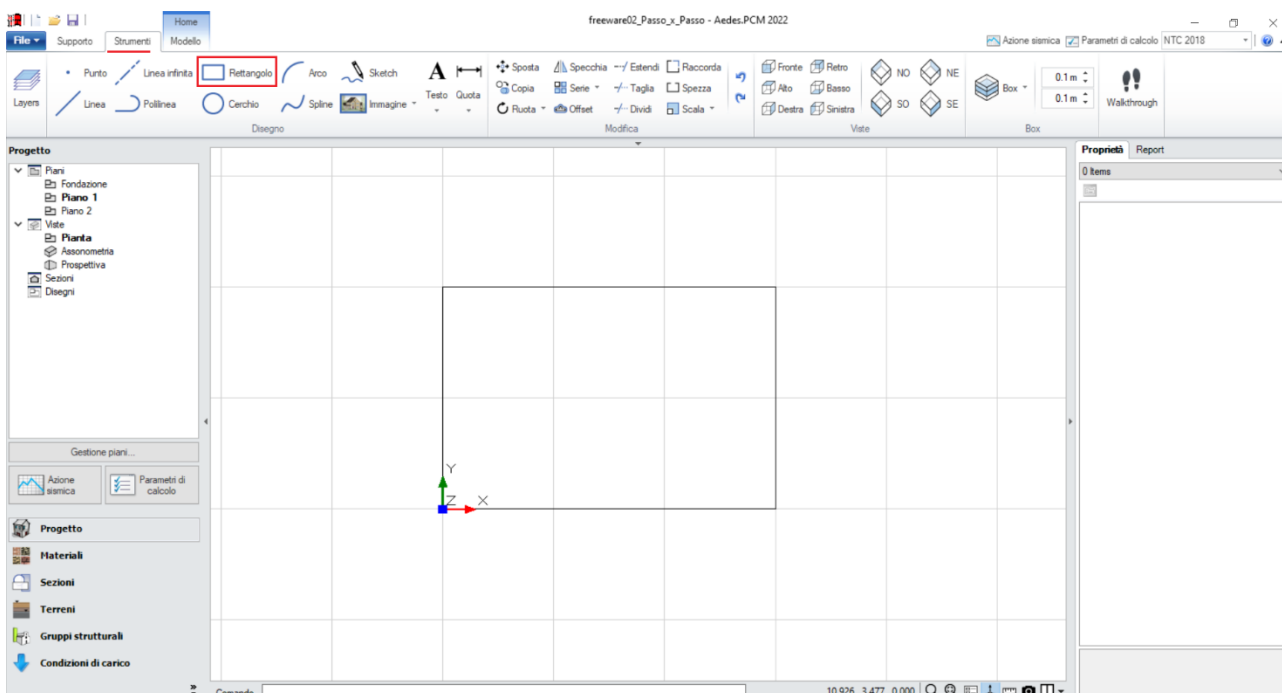 Home
freeware02_Passo_x_Passo - Aedes.PCM 2022
File Supporto Strumenti Modello
Azione sismica Parametri di calcolo NTC 2018
Punto Linea infinita Rettangolo Arco Sketch
Sposta Specchia Estendi Raccorda
Fronte Retro NO NE
0.1 m
Layers
Testo Quota
Copia Serie Taglia Spezza
Alto Basso
Box
Walkthrough
Linea Polilinea Cerchio Spline Immagine
Ruota Offset Dividi Scala
Destra Sinistra SO SE
0.1 m
Disegno
Modifica
Viste
Box
Progetto
Piani
Fondazione
Piano 1
Piano 2
Viste
Pianta
Assonometria
Prospettiva
Sezioni
Disegni
Gestione piani...
Azione sismica
Parametri di calcolo
Progetto
Materiali
Sezioni
Terreni
Gruppi strutturali
Condizioni di carico
Y
Z X
Proprietà Report
0 Items
Comando
10.926 3.477 0.000